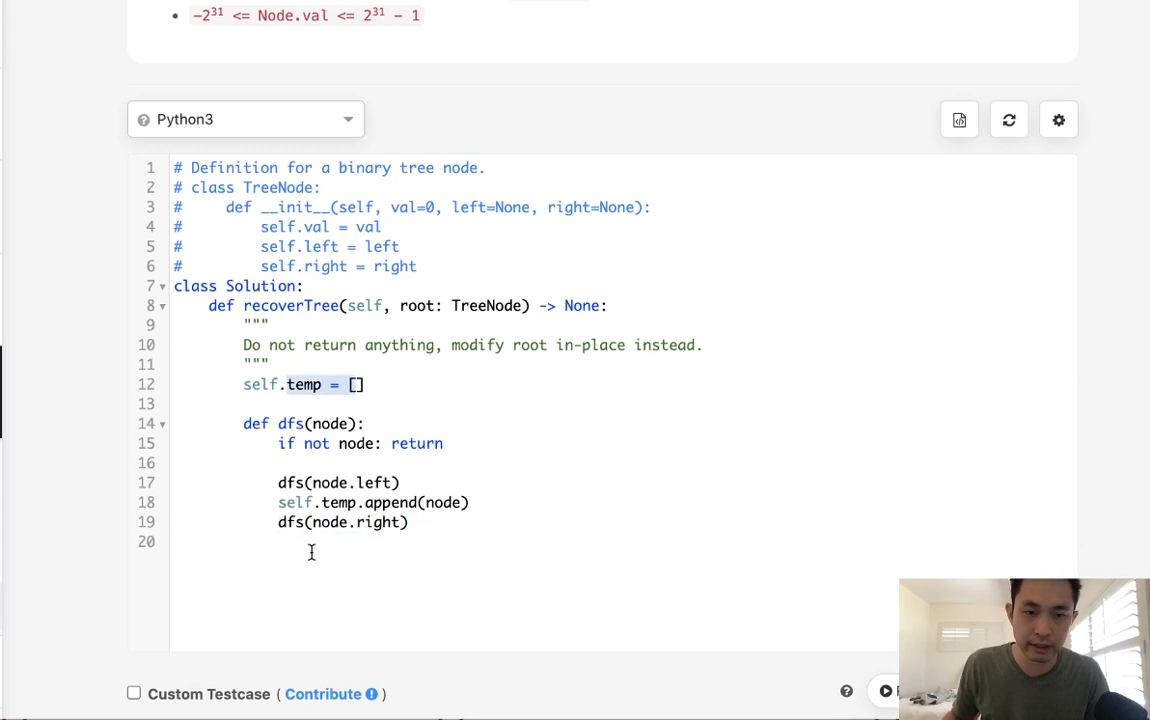 -2³¹ <= Node.val <= 2³¹ - 1
Python3
1 # Definition for a binary tree node.
2 # class TreeNode:
3 #     def __init__(self, val=0, left=None, right=None):
4 #         self.val = val
5 #         self.left = left
6 #         self.right = right
7 class Solution:
8     def recoverTree(self, root: TreeNode) -> None:
9         """
10         Do not return anything, modify root in-place instead.
11         """
12         self.temp = []
13
14         def dfs(node):
15             if not node: return
16
17             dfs(node.left)
18             self.temp.append(node)
19             dfs(node.right)
20
Custom Testcase ( Contribute )